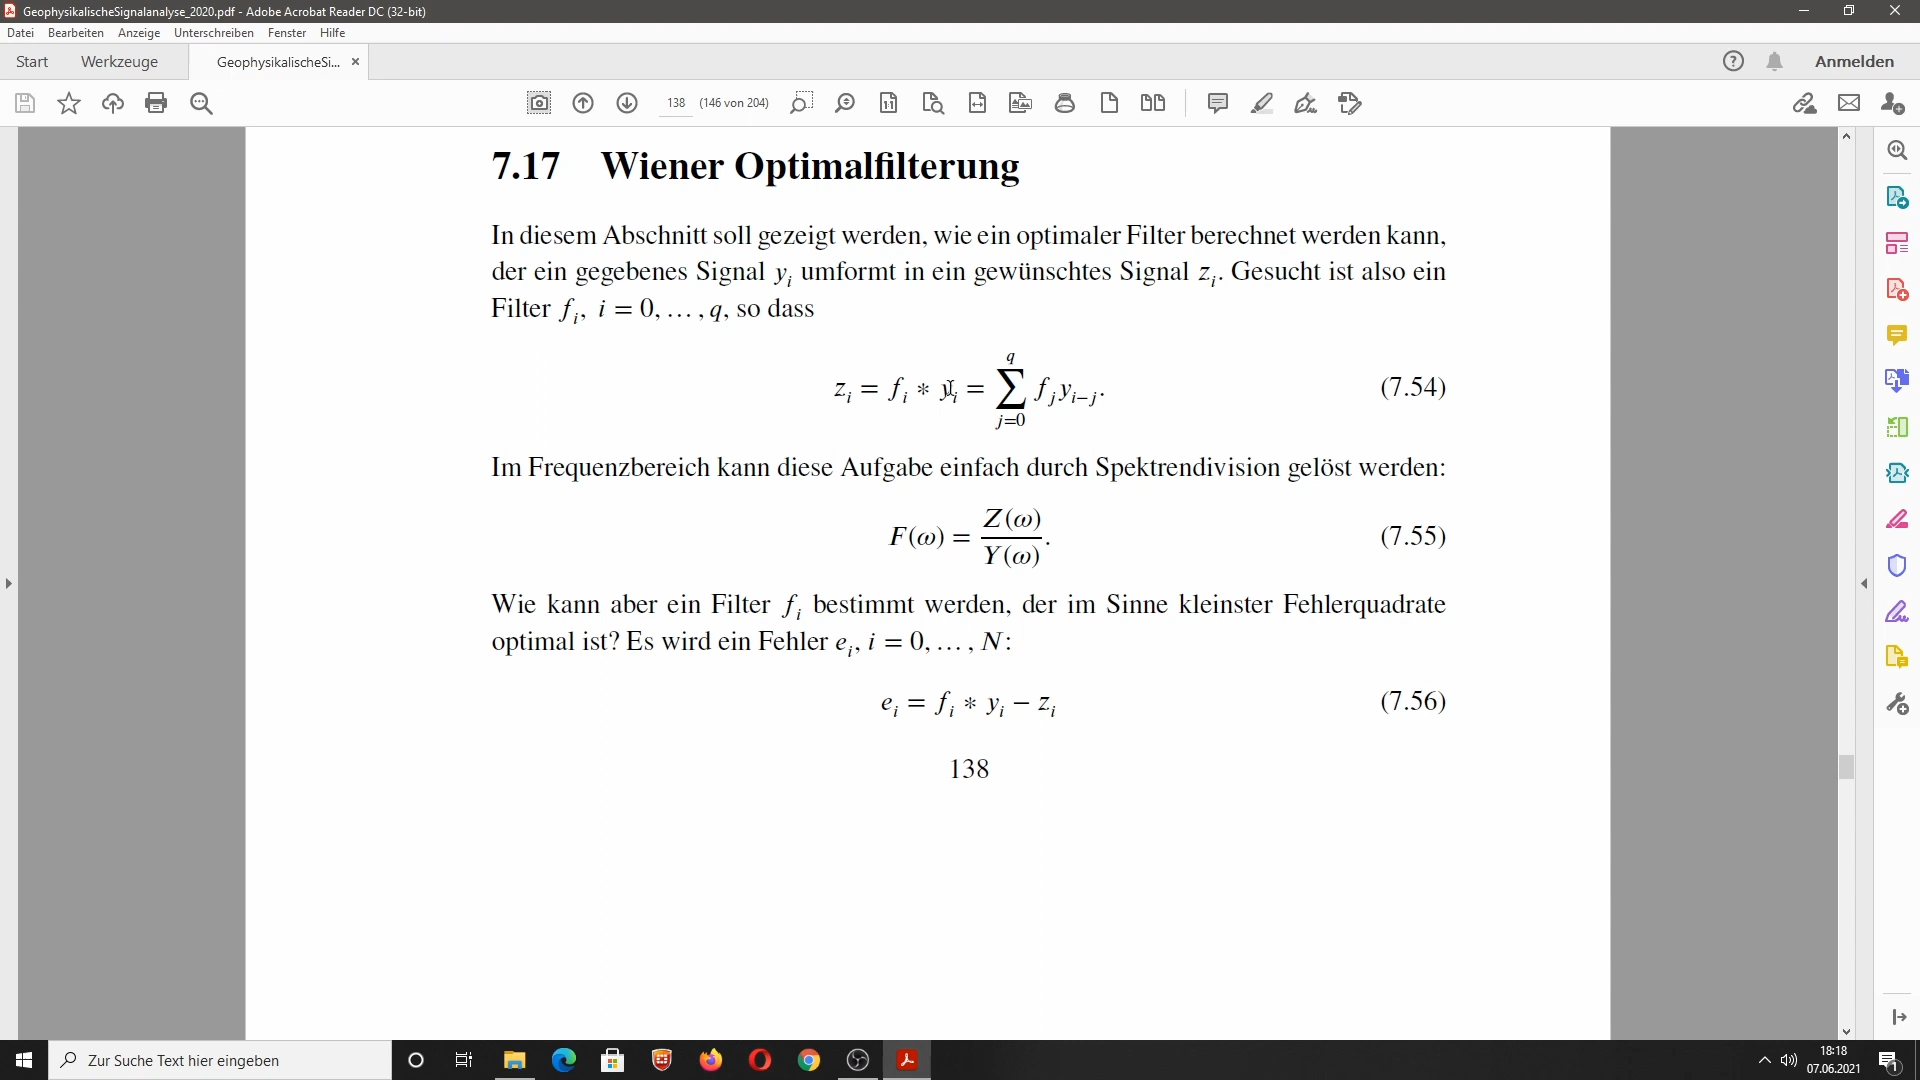 GeophysikalischeSignalanalyse_2020.pdf - Adobe Acrobat Reader DC (32-bit)
Datei Bearbeiten Anzeige Unterschreiben Fenster Hilfe
Start Werkzeuge GeophysikalischeSi... × Anmelden
138 (146 von 204)
7.17 Wiener Optimalfilterung
In diesem Abschnitt soll gezeigt werden, wie ein optimaler Filter berechnet werden kann,
der ein gegebenes Signal y_i umformt in ein gewünschtes Signal z_i. Gesucht ist also ein
Filter f_i, i = 0, … , q, so dass
z_i = f_i ∗ y_i = ∑_{j=0}^{q} f_j y_{i−j}. (7.54)
Im Frequenzbereich kann diese Aufgabe einfach durch Spektrendivision gelöst werden:
F(ω) = Z(ω)/Y(ω). (7.55)
Wie kann aber ein Filter f_i bestimmt werden, der im Sinne kleinster Fehlerquadrate
optimal ist? Es wird ein Fehler e_i, i = 0, … , N:
e_i = f_i ∗ y_i − z_i (7.56)
138
Zur Suche Text hier eingeben
18:18
07.06.2021
1